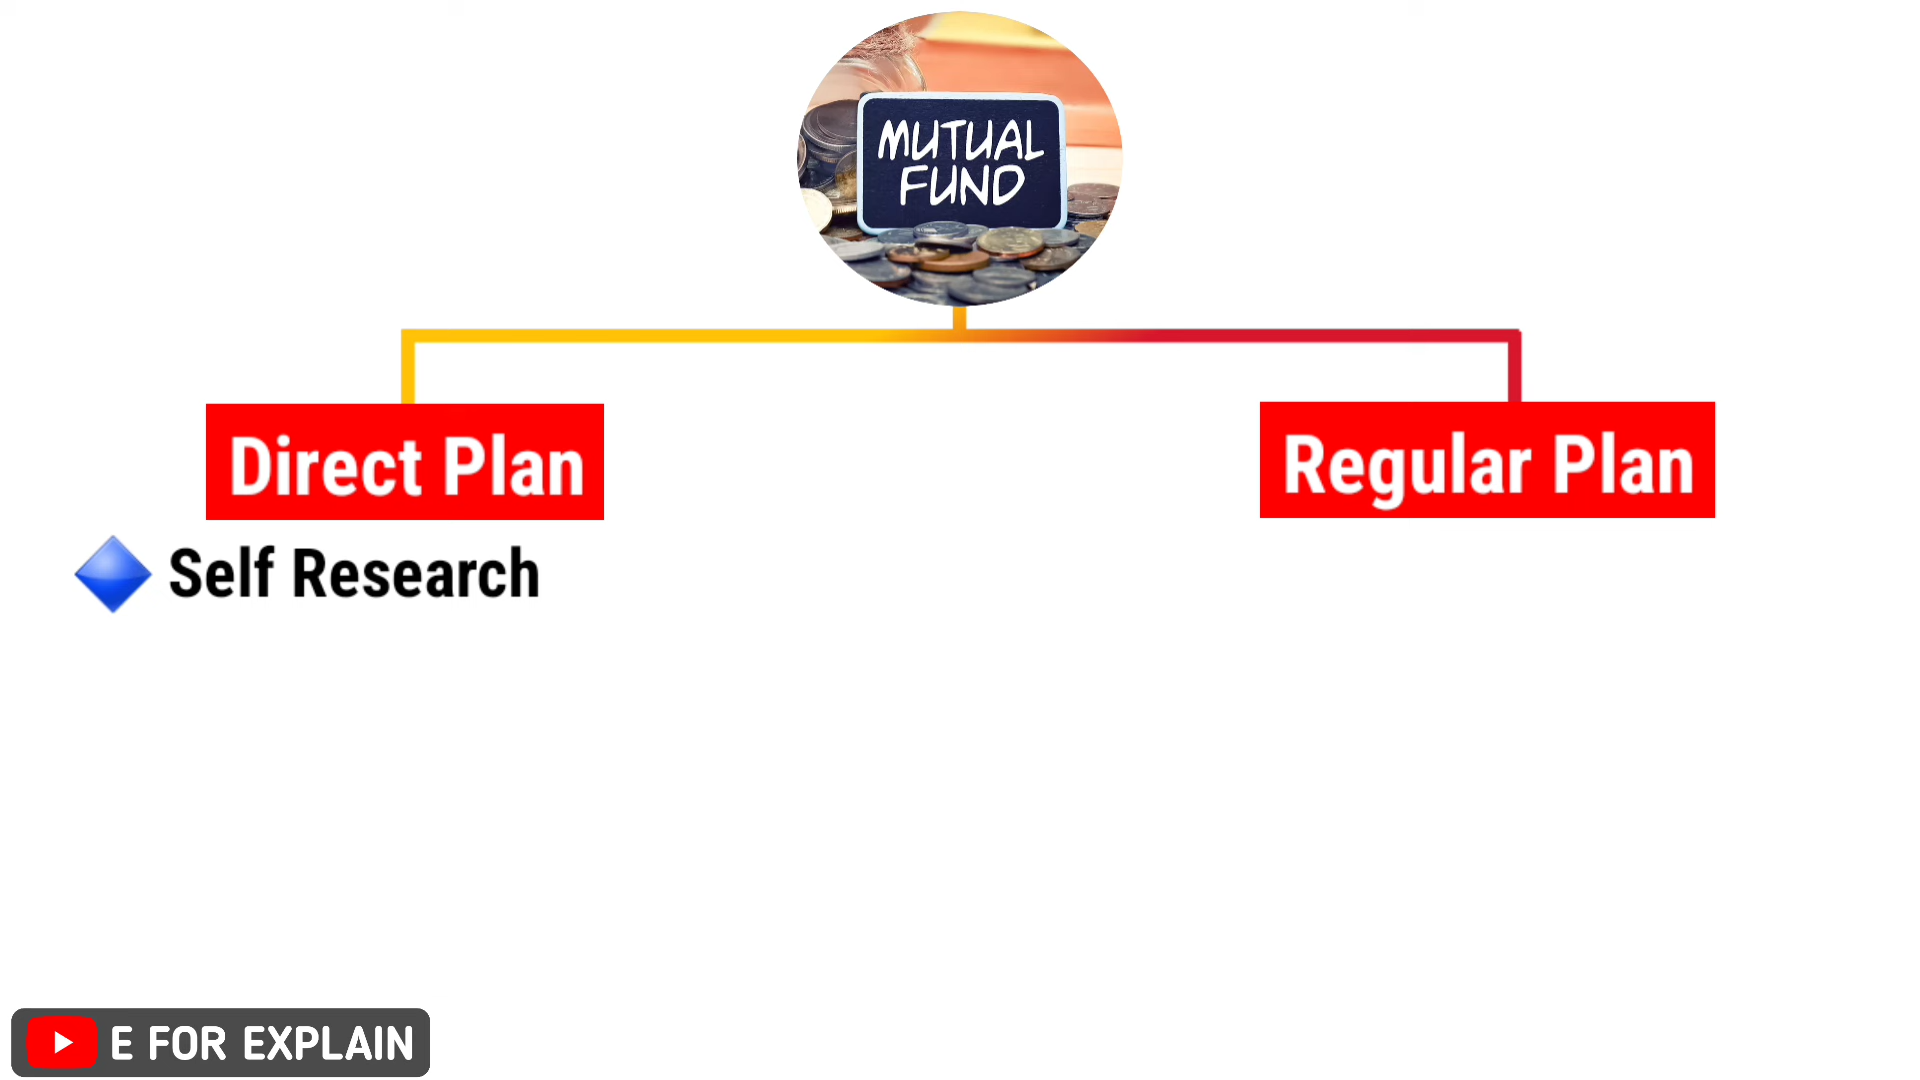 MUTUAL
FUND
Direct Plan
Regular Plan
Self Research
E FOR EXPLAIN